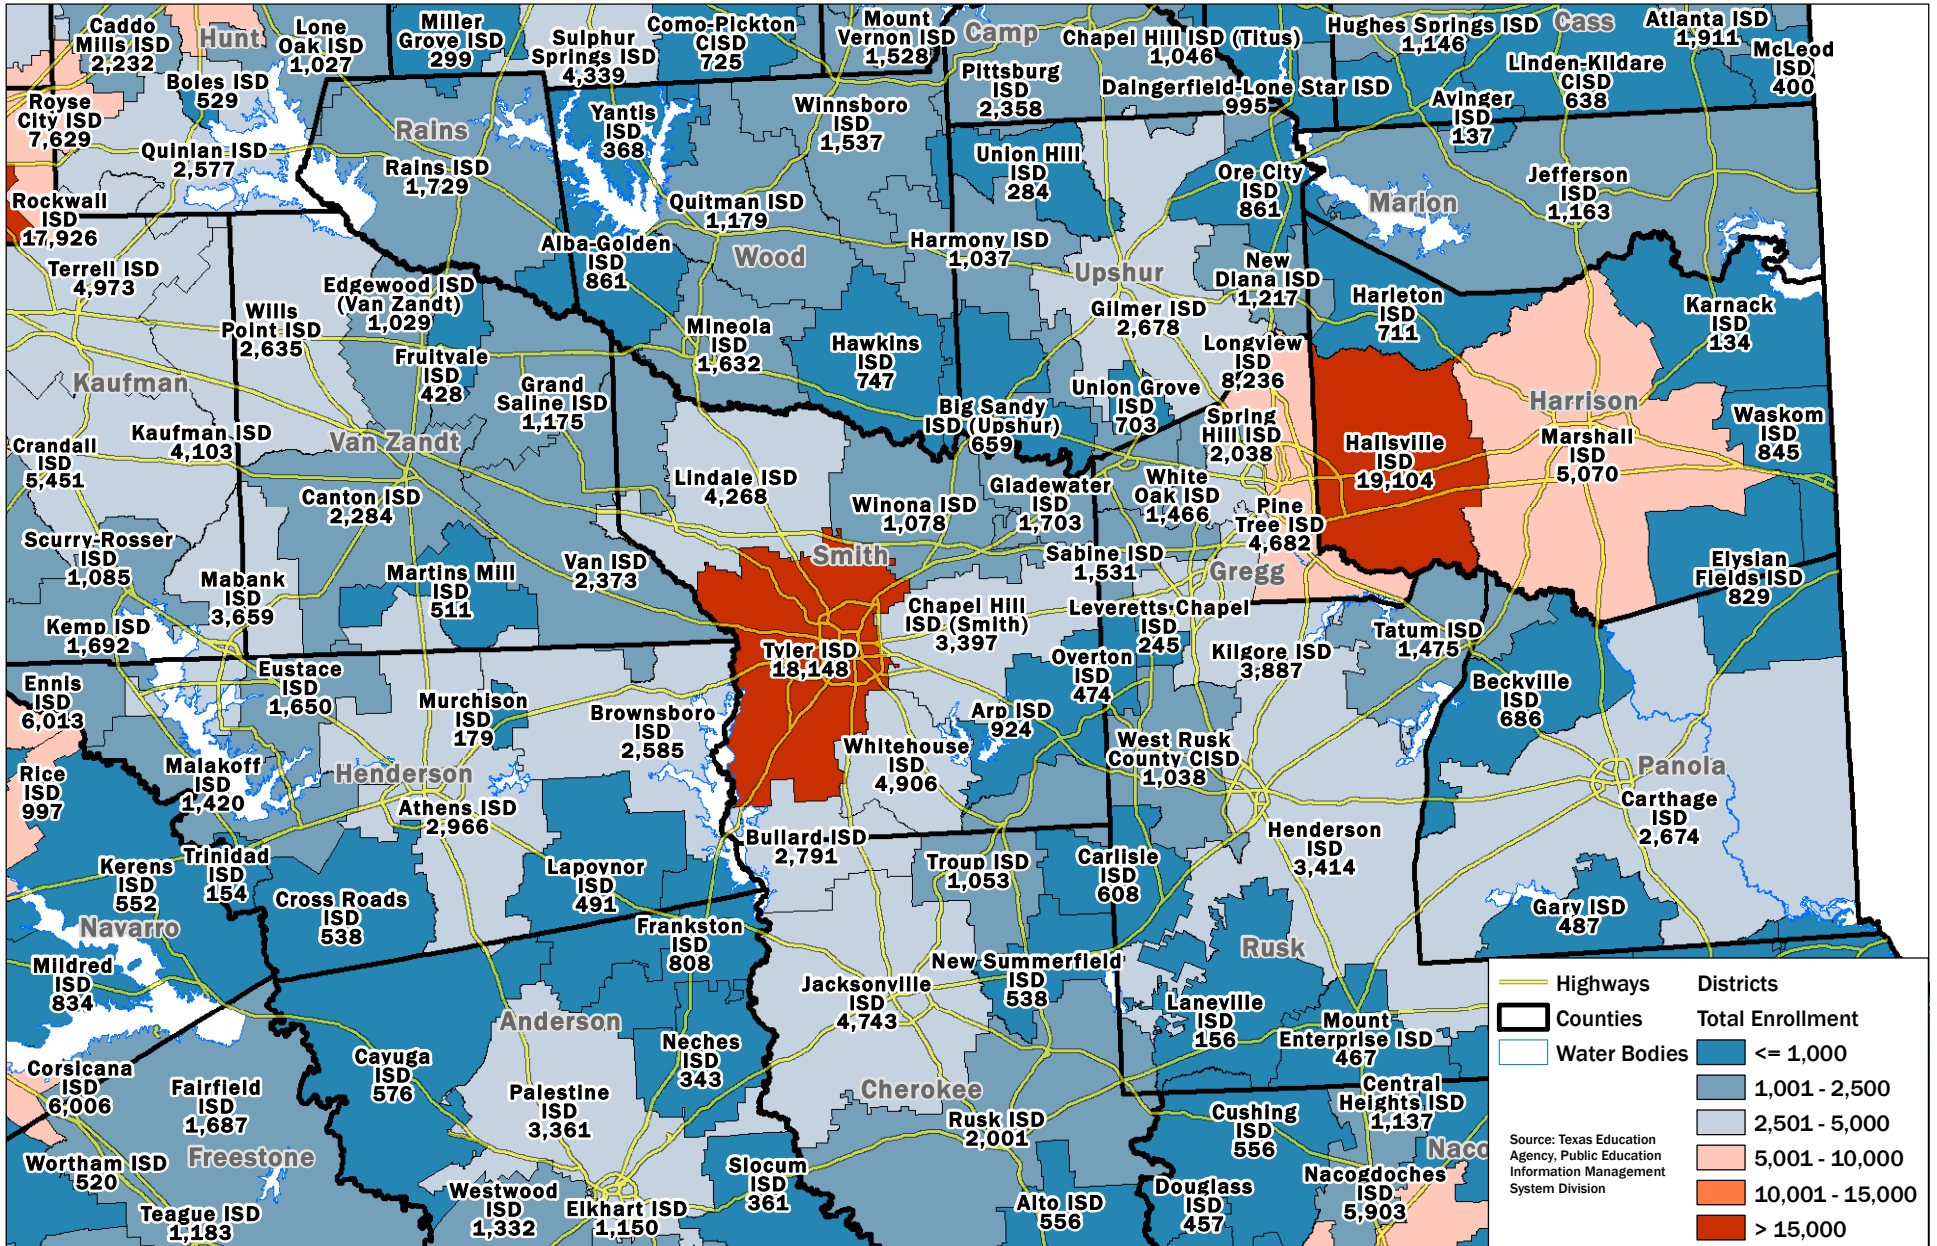 Caddo
Mills ISD
2,232
Hunt
Lone
Oak ISD
1,027
Miller
Grove ISD
299
Sulphur
Springs ISD
4,339
Como-Pickton
CISD
725
Mount
Vernon ISD
1,528
Camp
Chapel Hill ISD (Titus)
1,046
Hughes Springs ISD
1,146
Cass
Atlanta ISD
1,911
McLeod
ISD
400
Boles ISD
529
Royse
City ISD
7,629
Quinlan ISD
2,577
Rains
Rains ISD
1,729
Yantis
ISD
368
Winnsboro
ISD
1,537
Pittsburg
ISD
2,358
Daingerfield-Lone Star ISD
995
Linden-Kildare
CISD
638
Avinger
ISD
137
Union Hill
ISD
284
Ore City
ISD
861
Marion
Jefferson
ISD
1,163
Rockwall
ISD
17,926
Quitman ISD
1,179
Wood
Harmony ISD
1,037
Alba-Golden
ISD
861
Terrell ISD
4,973
Edgewood ISD
(Van Zandt)
1,029
Wills
Point ISD
2,635
Upshur
Gilmer ISD
2,678
New
Diana ISD
1,217
Harleton
ISD
711
Karnack
ISD
134
Mineola
ISD
1,632
Hawkins
ISD
747
Longview
ISD
8,236
Kaufman
Fruitvale
ISD
428
Grand
Saline ISD
1,175
Union Grove
ISD
703
Big Sandy
ISD (Upshur)
659
Spring
Hill ISD
2,038
Harrison
Marshall
ISD
5,070
Waskom
ISD
845
Hallsville
ISD
19,104
Crandall
ISD
5,451
Kaufman ISD
4,103
Van Zandt
Canton ISD
2,284
Lindale ISD
4,268
Winona ISD
1,078
Gladewater
ISD
1,703
White
Oak ISD
1,466
Pine
Tree ISD
4,682
Scurry-Rosser
ISD
1,085
Mabank
ISD
3,659
Martins Mill
ISD
511
Van ISD
2,373
Smith
Sabine ISD
1,531
Gregg
Elysian
Fields ISD
829
Kemp ISD
1,692
Chapel Hill
ISD (Smith)
3,397
Leveretts Chapel
ISD
245
Tyler ISD
18,148
Overton
ISD
474
Kilgore ISD
3,887
Tatum ISD
1,475
Ennis
ISD
6,013
Eustace
ISD
1,650
Murchison
ISD
179
Brownsboro
ISD
2,585
Arp ISD
924
Beckville
ISD
686
Whitehouse
ISD
4,906
West Rusk
County CISD
1,038
Panola
Rice
ISD
997
Malakoff
ISD
1,420
Henderson
Athens ISD
2,966
Carthage
ISD
2,674
Bullard ISD
2,791
Henderson
ISD
3,414
Kerens
ISD
552
Trinidad
ISD
154
Lapoynor
ISD
491
Troup ISD
1,053
Carlisle
ISD
608
Cross Roads
ISD
538
Gary ISD
487
Navarro
Frankston
ISD
808
Rusk
Mildred
ISD
834
New Summerfield
ISD
538
Jacksonville
ISD
4,743
Laneville
ISD
156
Mount
Enterprise ISD
467
Anderson
Cayuga
ISD
576
Neches
ISD
343
Corsicana
ISD
6,006
Fairfield
ISD
1,687
Palestine
ISD
3,361
Cherokee
Rusk ISD
2,001
Cushing
ISD
556
Central
Heights ISD
1,137
Naco
Wortham ISD
520
Freestone
Slocum
ISD
361
Nacogdoches
ISD
5,903
Westwood
ISD
1,332
Elkhart ISD
1,150
Alto ISD
556
Douglass
ISD
457
Teague ISD
1,183
Highways
Counties
Water Bodies
Districts
Total Enrollment
<= 1,000
1,001 - 2,500
2,501 - 5,000
5,001 - 10,000
10,001 - 15,000
> 15,000
Source: Texas Education
Agency, Public Education
Information Management
System Division